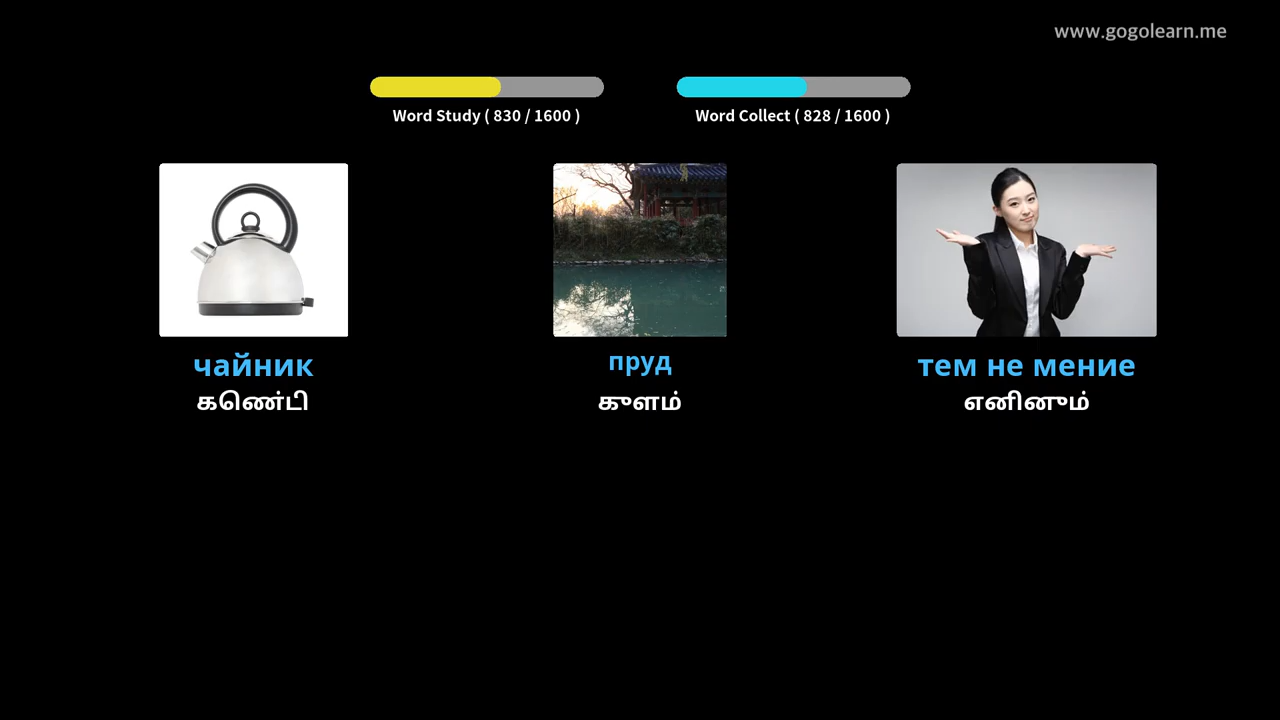 www.gogolearn.me
Word Study ( 830 / 1600 )
Word Collect ( 828 / 1600 )
чайник
пруд
тем не мение
கெண்டி
குளம்
எனினும்